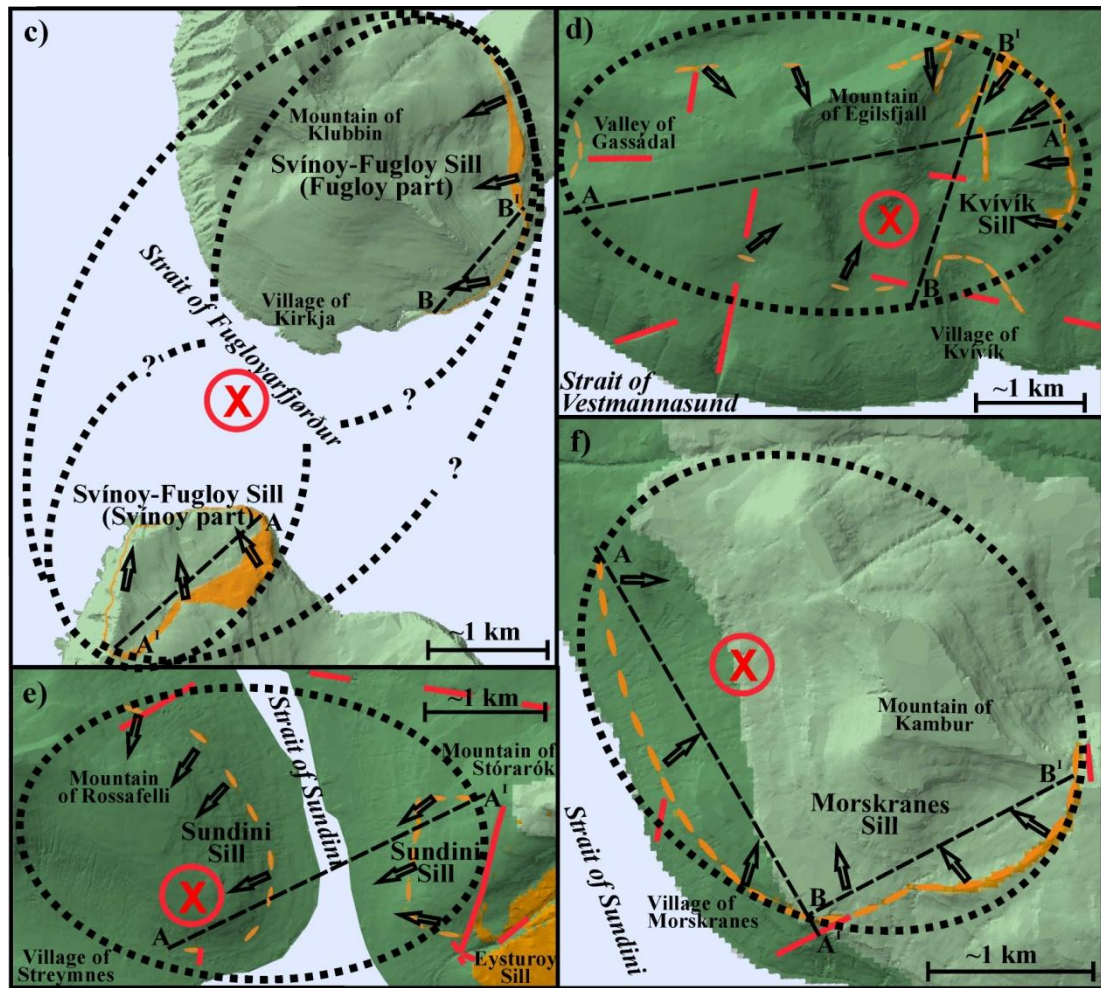 c)
Mountain of
Klubbin
Svínoy-Fugloy Sill
(Fugloy part)
B^I
B
Village of
Kirkja
Strait of Fugloyarfjørður
?
X
?
?
Svínoy-Fugloy Sill
(Svínoy part)
A
A^I
~1 km
d)
B^I
Mountain
of Egilsfjall
Valley of
Gassádal
A^I
A
X
Kvívík
Sill
B
Village of
Kvívík
Strait of
Vestmannasund
~1 km
e)
Strait of Sundini
~1 km
Mountain of
Stórarók
Mountain
of Rossafelli
A^I
Sundini
Sill
Sundini
Sill
X
A
Village of
Streymnes
Eysturoy
Sill
f)
A
X
Mountain of
Kambur
B^I
Morskranes
Sill
Strait of Sundini
Village of
Morskranes
B
A^I
~1 km